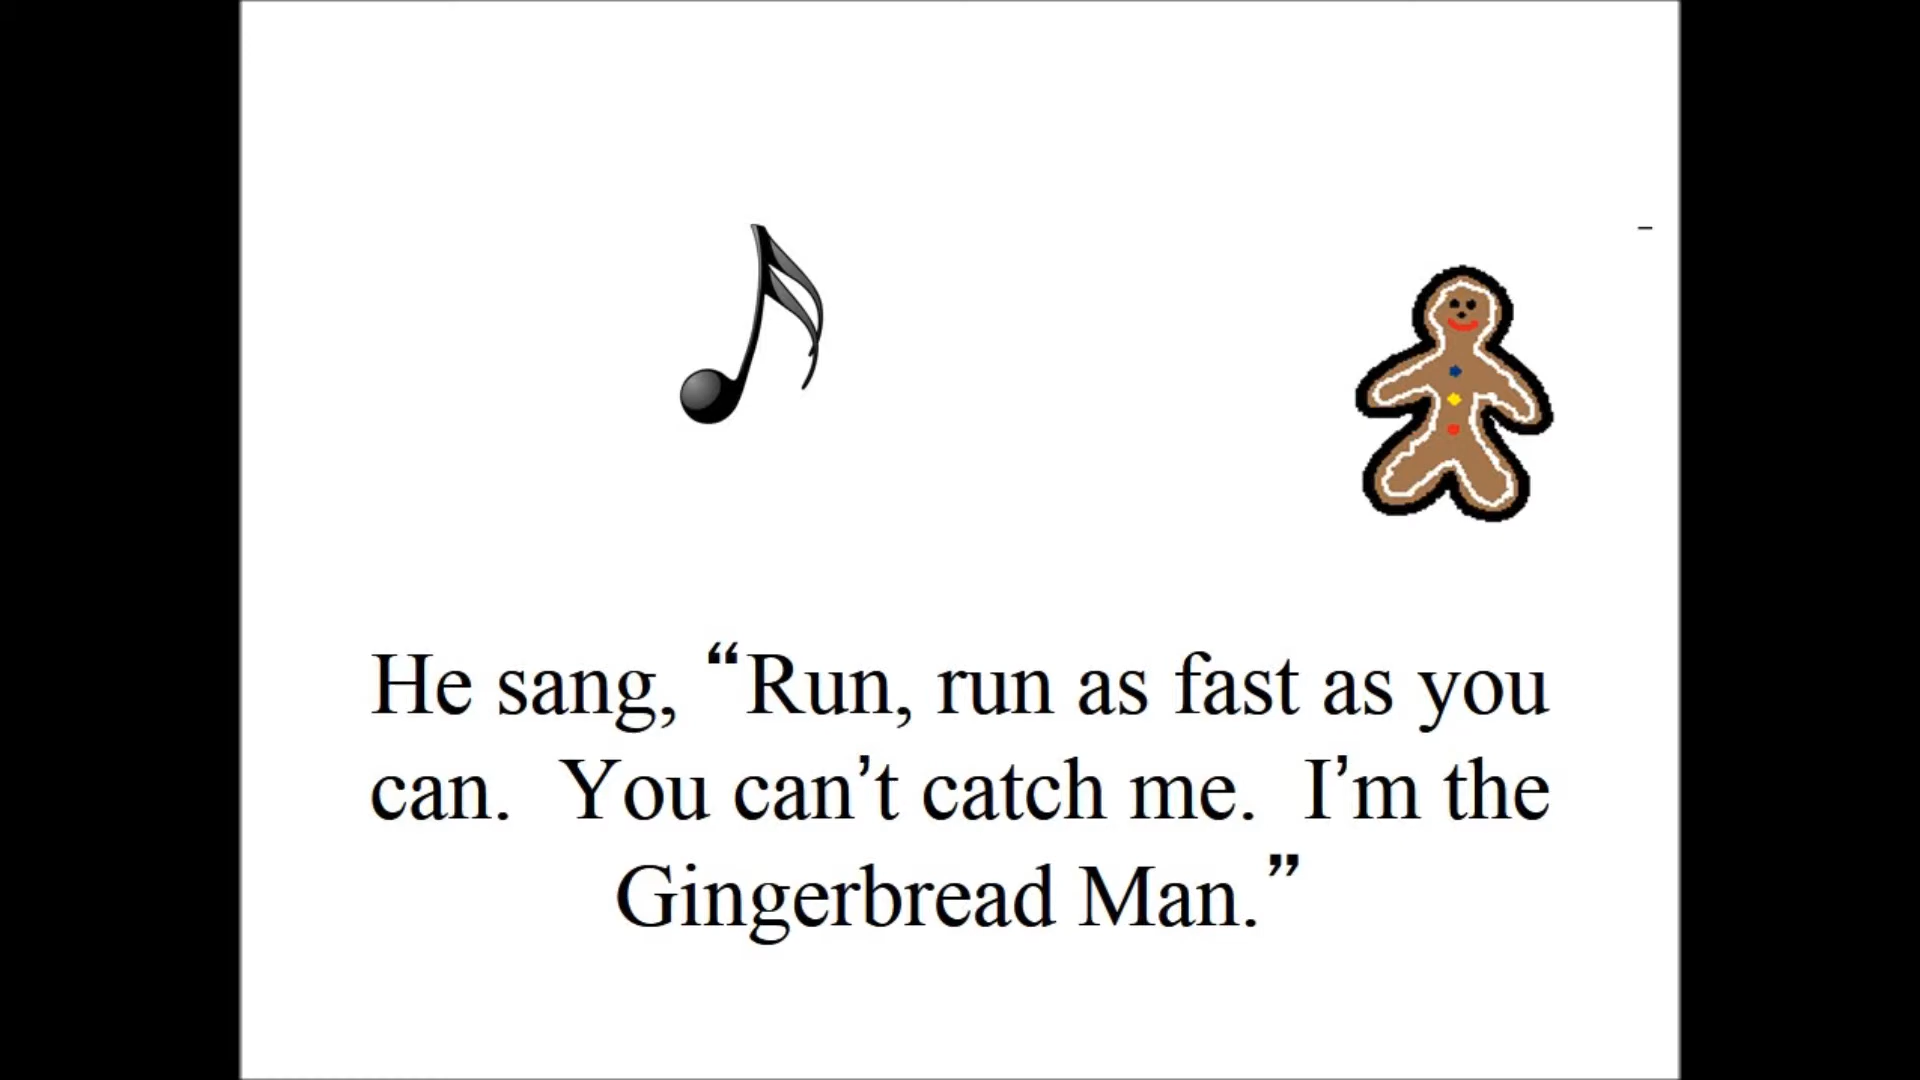 He sang, “Run, run as fast as you
can.  You can’t catch me.  I’m the
Gingerbread Man.”